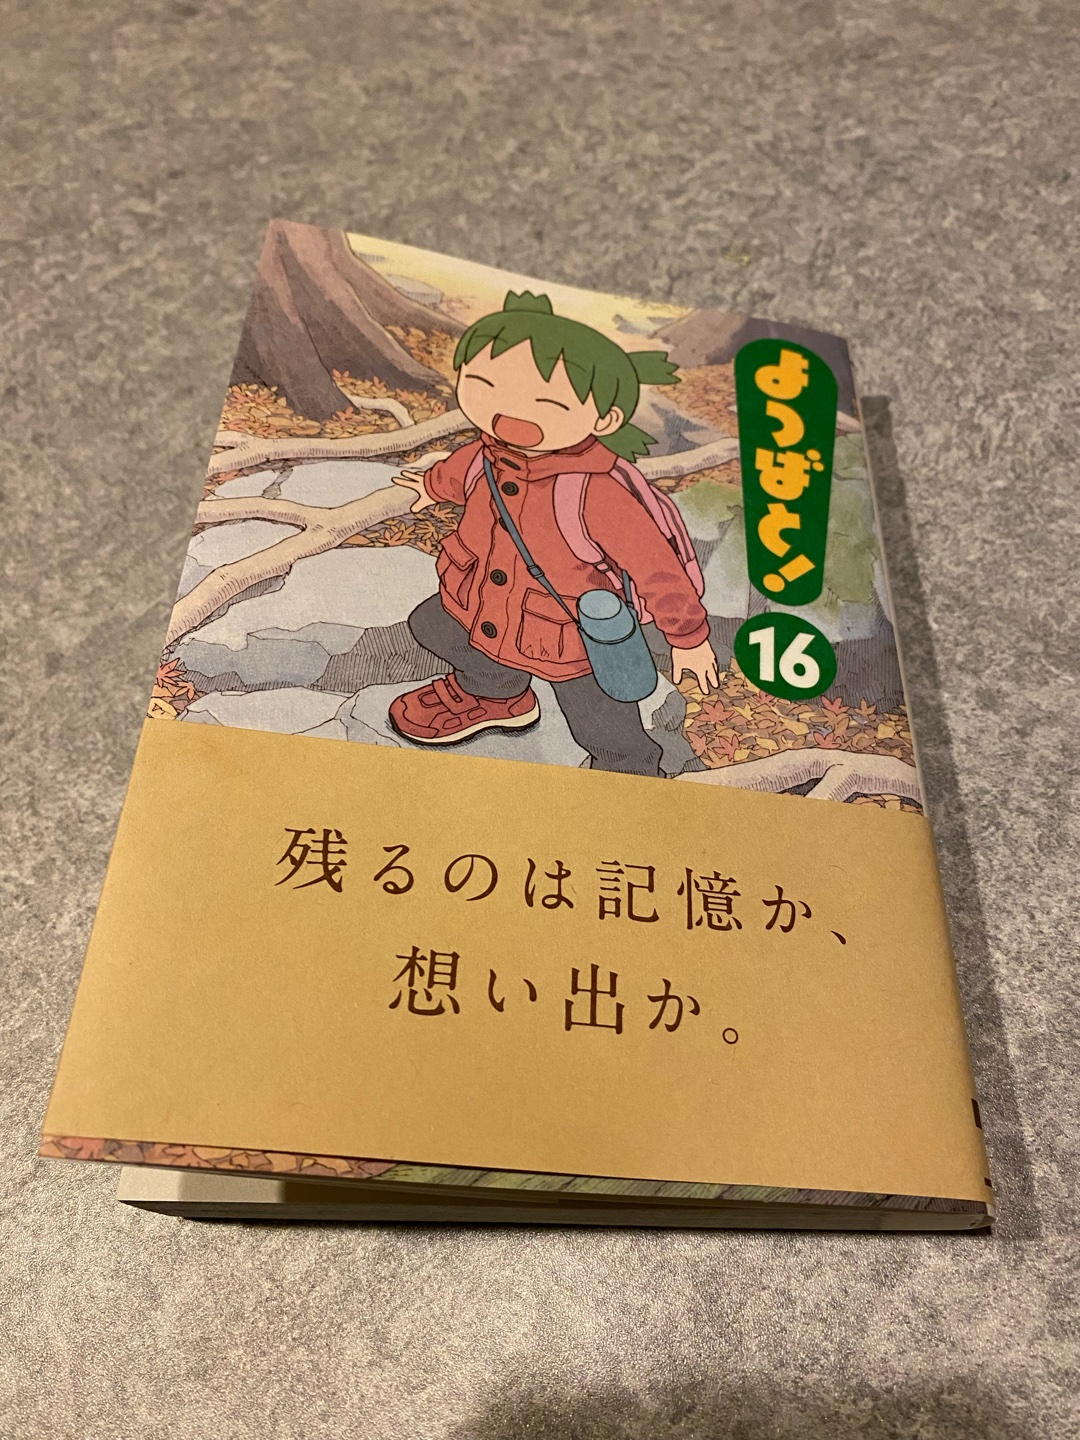 よつばと!
16
残るのは記憶か、
想い出か。